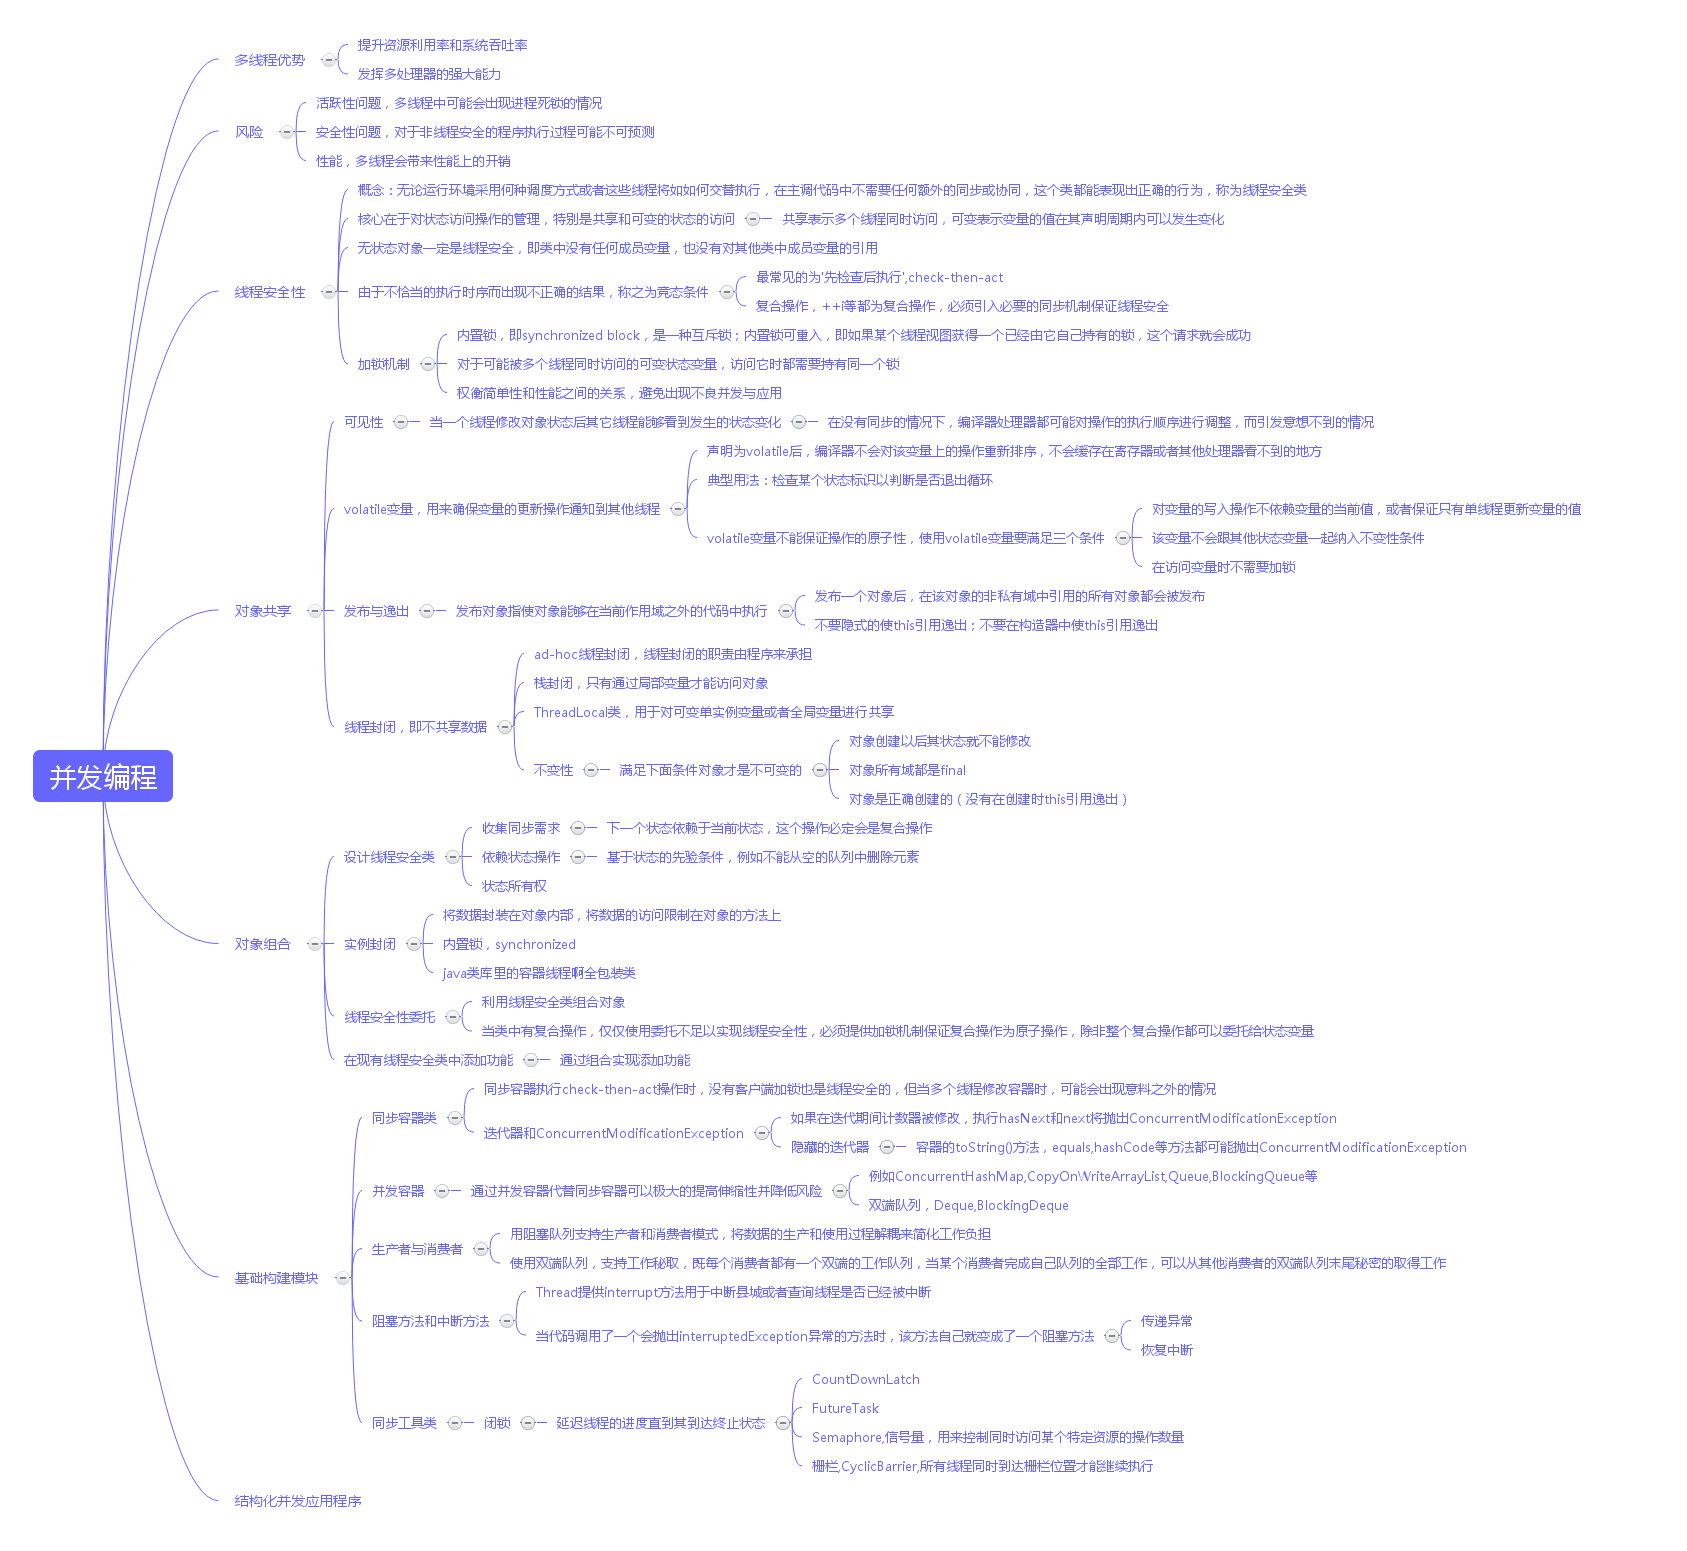 多线程优势
提升资源利用率和系统吞吐率
发挥多处理器的强大能力
风险
活跃性问题，多线程中可能会出现进程死锁的情况
安全性问题，对于非线程安全的程序执行过程可能不可预测
性能，多线程会带来性能上的开销
线程安全性
概念：无论运行环境采用何种调度方式或者这些线程将如如何交替执行，在主调代码中不需要任何额外的同步或协同，这个类都能表现出正确的行为，称为线程安全类
核心在于对状态访问操作的管理，特别是共享和可变的状态的访问
共享表示多个线程同时访问，可变表示变量的值在其声明周期内可以发生变化
无状态对象一定是线程安全，即类中没有任何成员变量，也没有对其他类中成员变量的引用
由于不恰当的执行时序而出现不正确的结果，称之为竞态条件
最常见的为'先检查后执行',check-then-act
复合操作，++i等都为复合操作，必须引入必要的同步机制保证线程安全
加锁机制
内置锁，即synchronized block，是一种互斥锁；内置锁可重入，即如果某个线程视图获得一个已经由它自己持有的锁，这个请求就会成功
对于可能被多个线程同时访问的可变状态变量，访问它时都需要持有同一个锁
权衡简单性和性能之间的关系，避免出现不良并发与应用
对象共享
可见性
当一个线程修改对象状态后其它线程能够看到发生的状态变化
在没有同步的情况下，编译器处理器都可能对操作的执行顺序进行调整，而引发意想不到的情况
volatile变量，用来确保变量的更新操作通知到其他线程
声明为volatile后，编译器不会对该变量上的操作重新排序，不会缓存在寄存器或者其他处理器看不到的地方
典型用法：检查某个状态标识以判断是否退出循环
volatile变量不能保证操作的原子性，使用volatile变量要满足三个条件
对变量的写入操作不依赖变量的当前值，或者保证只有单线程更新变量的值
该变量不会跟其他状态变量一起纳入不变性条件
在访问变量时不需要加锁
发布与逸出
发布对象指使对象能够在当前作用域之外的代码中执行
发布一个对象后，在该对象的非私有域中引用的所有对象都会被发布
不要隐式的使this引用逸出；不要在构造器中使this引用逸出
线程封闭，即不共享数据
ad-hoc线程封闭，线程封闭的职责由程序来承担
栈封闭，只有通过局部变量才能访问对象
ThreadLocal类，用于对可变单实例变量或者全局变量进行共享
不变性
满足下面条件对象才是不可变的
对象创建以后其状态就不能修改
对象所有域都是final
对象是正确创建的（没有在创建时this引用逸出）
并发编程
对象组合
设计线程安全类
收集同步需求
下一个状态依赖于当前状态，这个操作必定会是复合操作
依赖状态操作
基于状态的先验条件，例如不能从空的队列中删除元素
状态所有权
实例封闭
将数据封装在对象内部，将数据的访问限制在对象的方法上
内置锁，synchronized
java类库里的容器线程啊全包装类
线程安全性委托
利用线程安全类组合对象
当类中有复合操作，仅仅使用委托不足以实现线程安全性，必须提供加锁机制保证复合操作为原子操作，除非整个复合操作都可以委托给状态变量
在现有线程安全类中添加功能
通过组合实现添加功能
基础构建模块
同步容器类
同步容器执行check-then-act操作时，没有客户端加锁也是线程安全的，但当多个线程修改容器时，可能会出现意料之外的情况
迭代器和ConcurrentModificationException
如果在迭代期间计数器被修改，执行hasNext和next将抛出ConcurrentModificationException
隐藏的迭代器
容器的toString()方法，equals,hashCode等方法都可能抛出ConcurrentModificationException
并发容器
通过并发容器代替同步容器可以极大的提高伸缩性并降低风险
例如ConcurrentHashMap,CopyOnWriteArrayList,Queue,BlockingQueue等
双端队列，Deque,BlockingDeque
生产者与消费者
用阻塞队列支持生产者和消费者模式，将数据的生产和使用过程解耦来简化工作负担
使用双端队列，支持工作秘取，既每个消费者都有一个双端的工作队列，当某个消费者完成自己队列的全部工作，可以从其他消费者的双端队列末尾秘密的取得工作
阻塞方法和中断方法
Thread提供interrupt方法用于中断县城或者查询线程是否已经被中断
当代码调用了一个会抛出interruptedException异常的方法时，该方法自己就变成了一个阻塞方法
传递异常
恢复中断
同步工具类
闭锁
延迟线程的进度直到其到达终止状态
CountDownLatch
FutureTask
Semaphore,信号量，用来控制同时访问某个特定资源的操作数量
栅栏,CyclicBarrier,所有线程同时到达栅栏位置才能继续执行
结构化并发应用程序